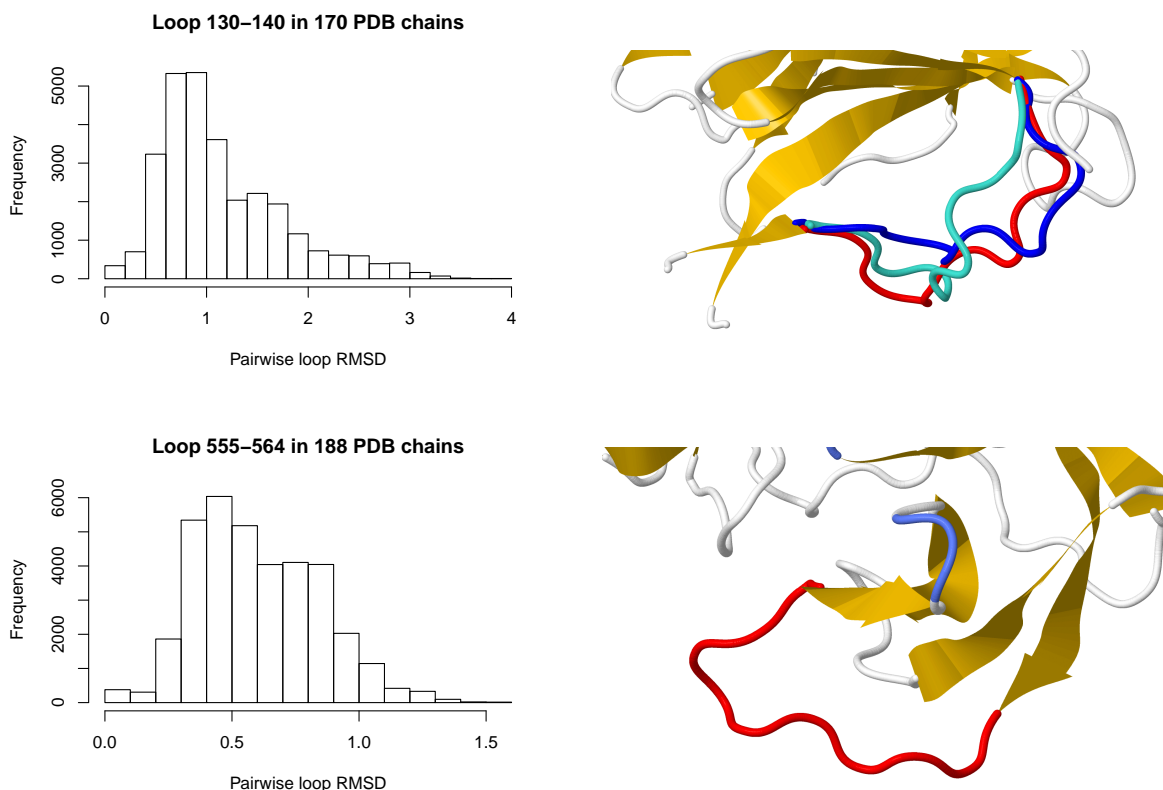 Loop 130–140 in 170 PDB chains
Frequency
5000
3000
1000
0
0 1 2 3 4
Pairwise loop RMSD
Loop 555–564 in 188 PDB chains
Frequency
6000
4000
2000
0
0.0 0.5 1.0 1.5
Pairwise loop RMSD